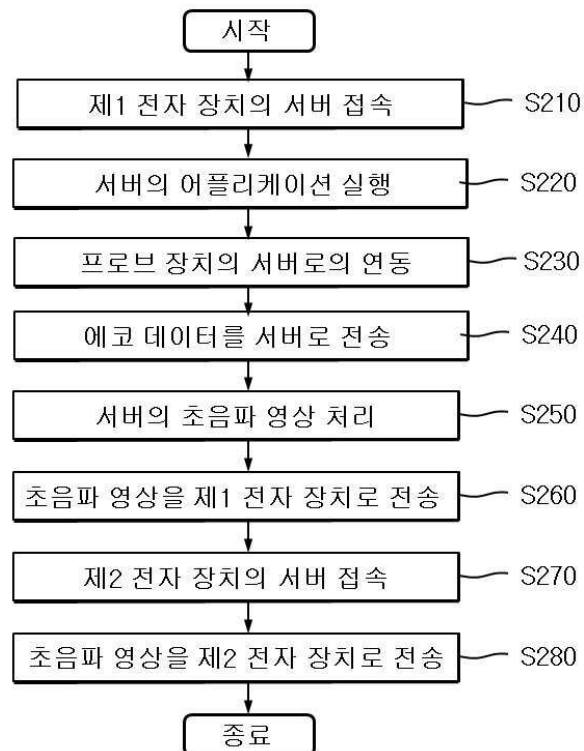 시작
제1 전자 장치의 서버 접속 S210
서버의 어플리케이션 실행 S220
프로브 장치의 서버로의 연동 S230
에코 데이터를 서버로 전송 S240
서버의 초음파 영상 처리 S250
초음파 영상을 제1 전자 장치로 전송 S260
제2 전자 장치의 서버 접속 S270
초음파 영상을 제2 전자 장치로 전송 S280
종료